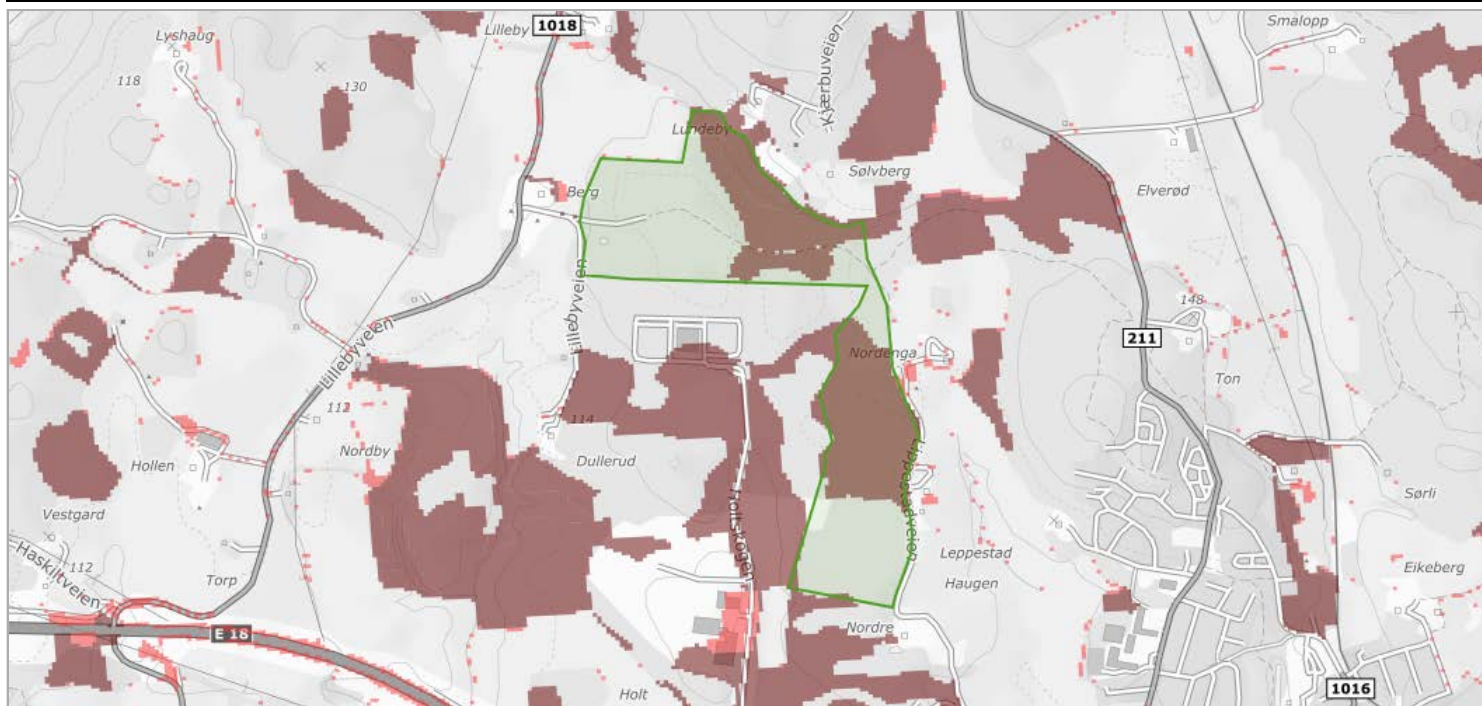 Lyshaug
Lilleby
1018
Smalopp
118
130
Kjærbuveien
Lundeby
Sølvberg
Berg
Elverød
Lillebyveien
148
211
Nordenga
Lillebyveien
Ton
112
114
Nordby
Dullerud
Hollen
Leppestadveien
Sørli
Vestgard
Holtskogen
Leppestad
Haugen
Haskiltveien
112
Torp
Eikeberg
Nordre
E 18
Holt
1016